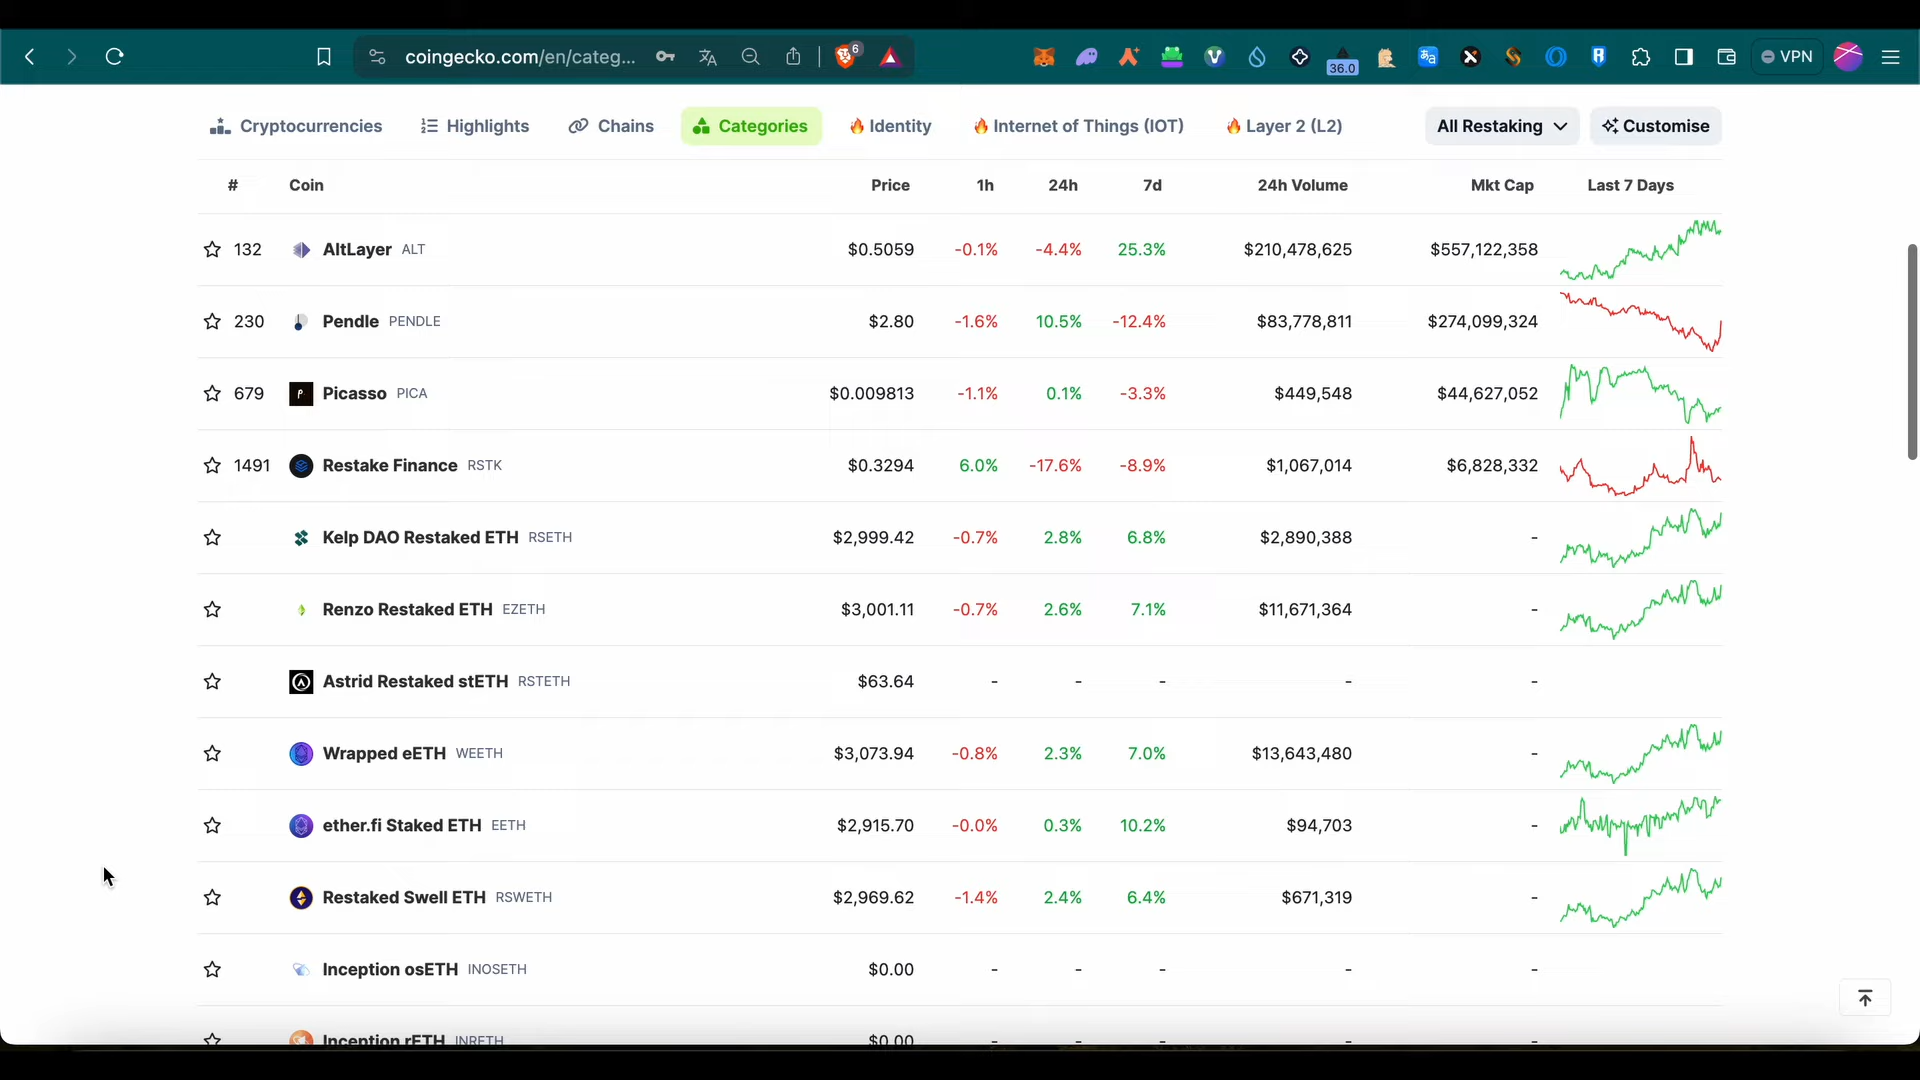 coingecko.com/en/categ...
6
36.0
VPN
Cryptocurrencies Highlights Chains Categories Identity Internet of Things (IOT) Layer 2 (L2) All Restaking Customise
# Coin Price 1h 24h 7d 24h Volume Mkt Cap Last 7 Days
132 AltLayer ALT $0.5059 -0.1% -4.4% 25.3% $210,478,625 $557,122,358
230 Pendle PENDLE $2.80 -1.6% 10.5% -12.4% $83,778,811 $274,099,324
679 Picasso PICA $0.009813 -1.1% 0.1% -3.3% $449,548 $44,627,052
1491 Restake Finance RSTK $0.3294 6.0% -17.6% -8.9% $1,067,014 $6,828,332
Kelp DAO Restaked ETH RSETH $2,999.42 -0.7% 2.8% 6.8% $2,890,388 -
Renzo Restaked ETH EZETH $3,001.11 -0.7% 2.6% 7.1% $11,671,364 -
Astrid Restaked stETH RSTETH $63.64 - - - - -
Wrapped eETH WEETH $3,073.94 -0.8% 2.3% 7.0% $13,643,480 -
ether.fi Staked ETH EETH $2,915.70 -0.0% 0.3% 10.2% $94,703 -
Restaked Swell ETH RSWETH $2,969.62 -1.4% 2.4% 6.4% $671,319 -
Inception osETH INOSETH $0.00 - - - - -
Inception rETH INRETH $0.00 - - - - -